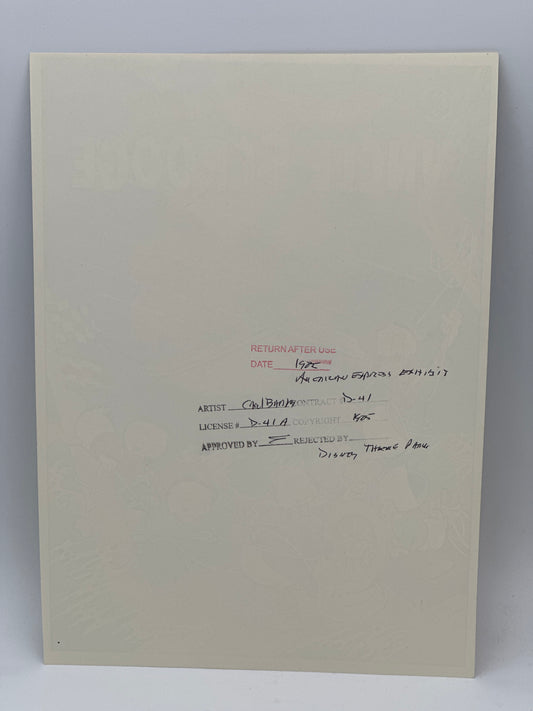 RETURN AFTER USE
DATE 1985
AMERICAN EXPRESS EXHIBIT
ARTIST Carl Barks CONTRACT # D-41
LICENSE # D-41A COPYRIGHT 1985
APPROVED BY REJECTED BY
DISNEY THEME PARK